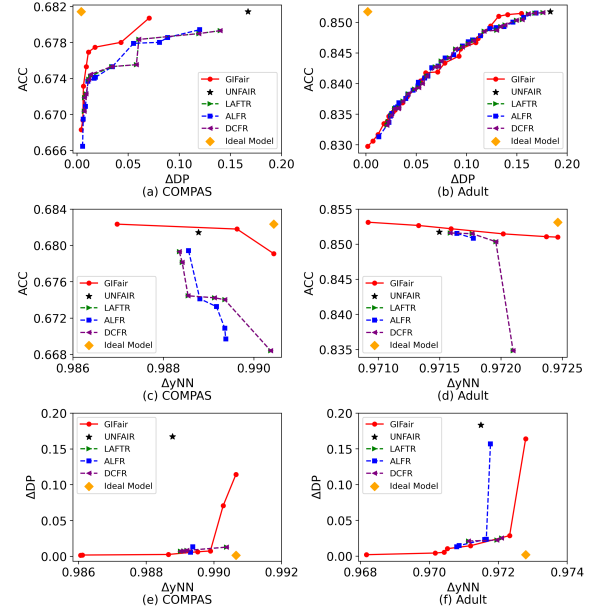 0.682
0.678
0.674
0.670
0.666
ACC
GIFair
UNFAIR
LAFTR
ALFR
DCFR
Ideal Model
0.00 0.05 0.10 0.15 0.20
ΔDP
(a) COMPAS
0.850
0.845
0.840
0.835
0.830
ACC
GIFair
UNFAIR
LAFTR
ALFR
DCFR
Ideal Model
0.00 0.05 0.10 0.15 0.20
ΔDP
(b) Adult
0.684
0.680
0.676
0.672
0.668
ACC
GIFair
UNFAIR
LAFTR
ALFR
DCFR
Ideal Model
0.986 0.988 0.990
ΔyNN
(c) COMPAS
0.855
0.850
0.845
0.840
0.835
ACC
GIFair
UNFAIR
LAFTR
ALFR
DCFR
Ideal Model
0.9710 0.9715 0.9720 0.9725
ΔyNN
(d) Adult
0.20
0.15
0.10
0.05
0.00
ΔDP
GIFair
UNFAIR
LAFTR
ALFR
DCFR
Ideal Model
0.986 0.988 0.990 0.992
ΔyNN
(e) COMPAS
0.20
0.15
0.10
0.05
0.00
ΔDP
GIFair
UNFAIR
LAFTR
ALFR
DCFR
Ideal Model
0.968 0.970 0.972 0.974
ΔyNN
(f) Adult